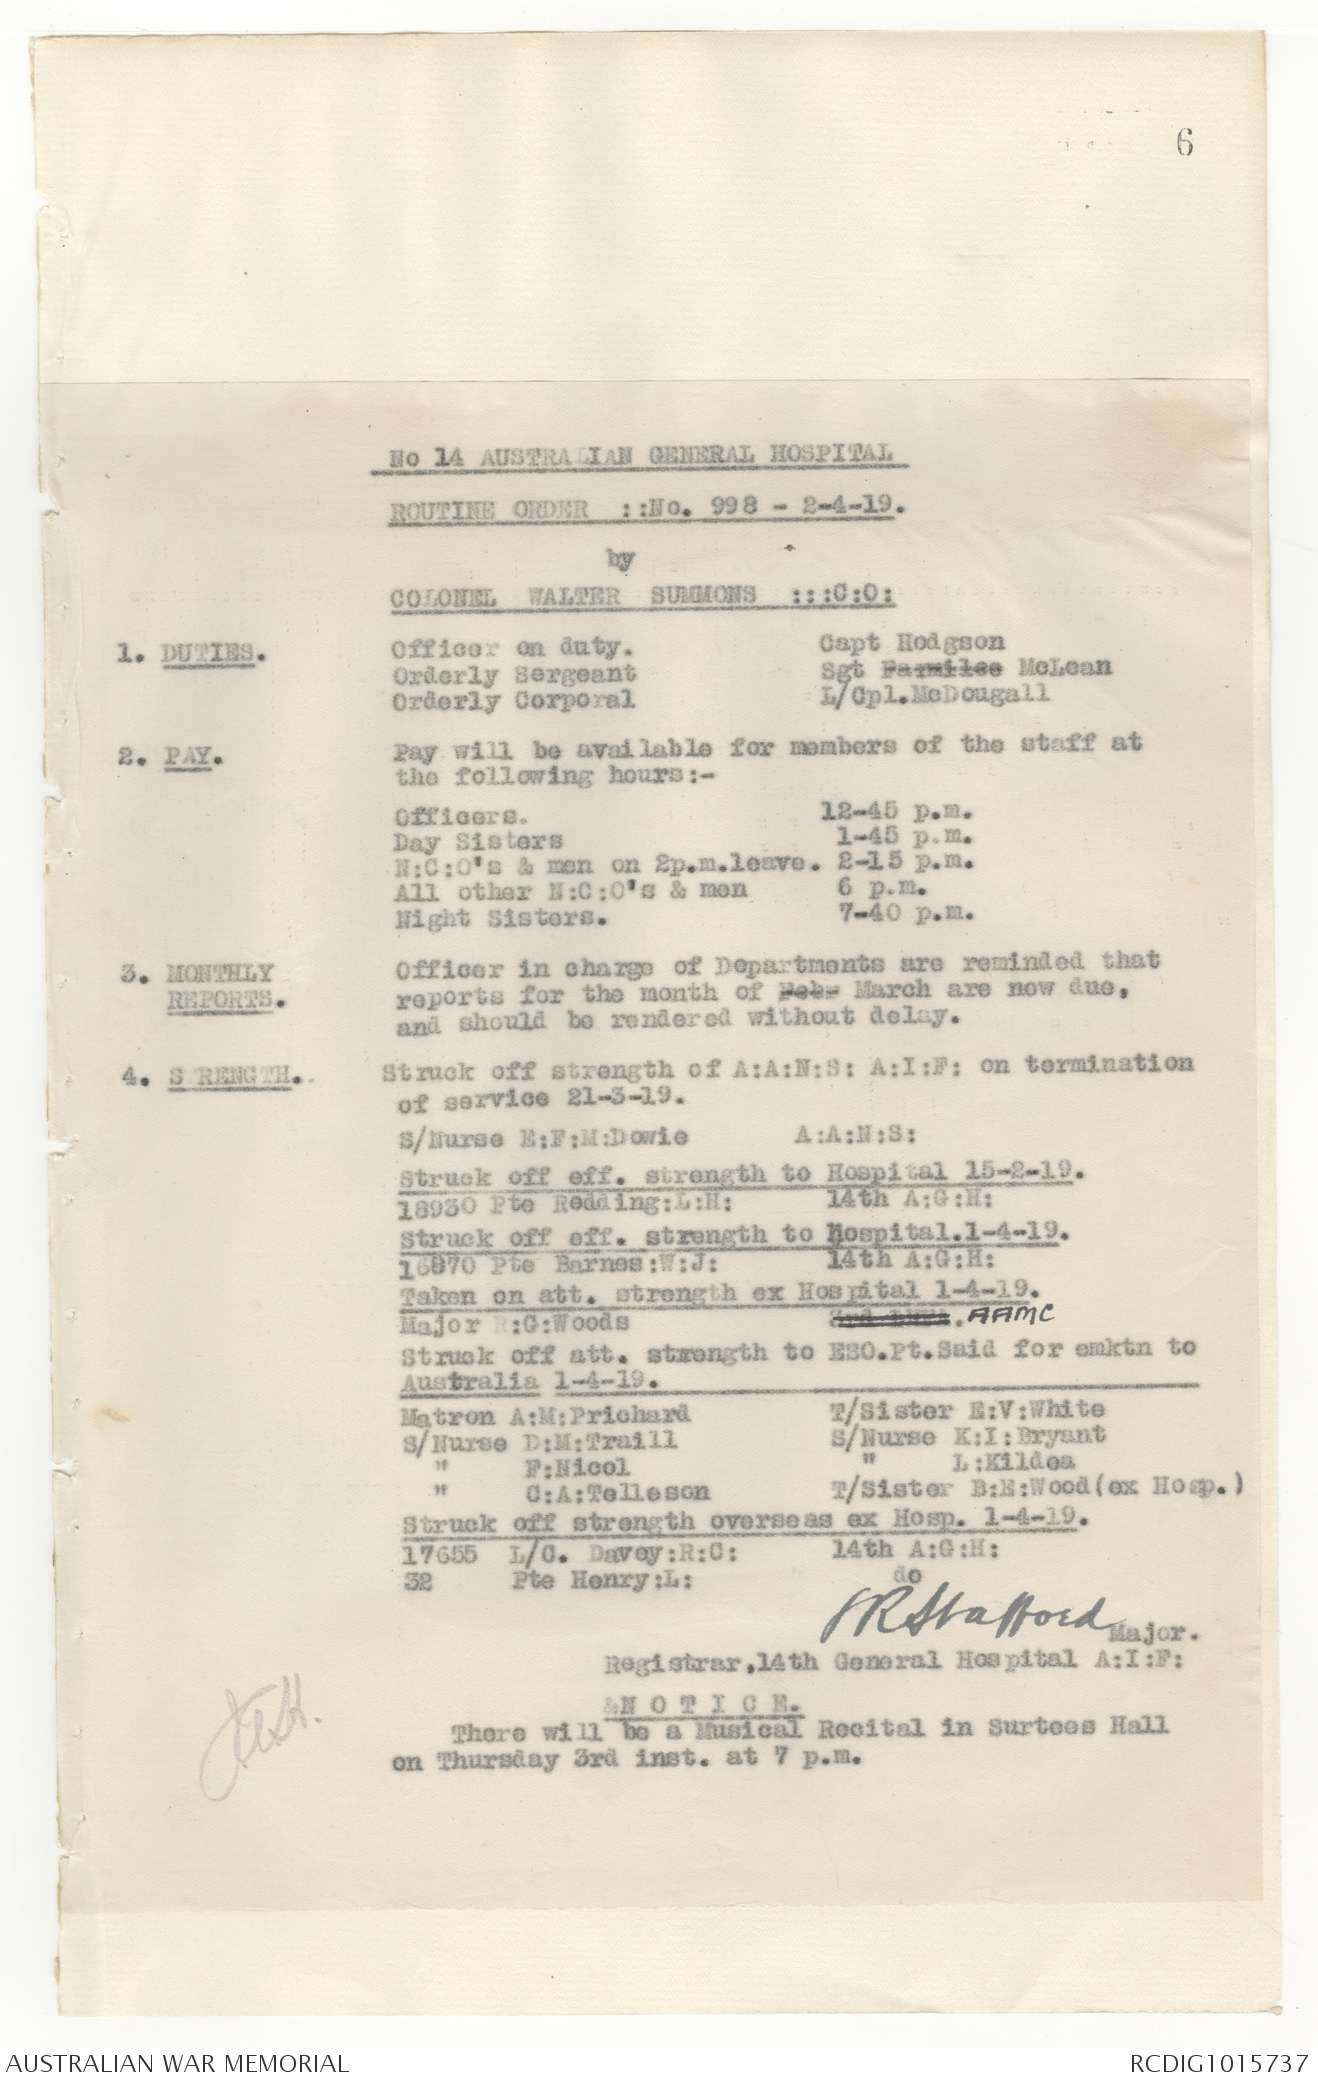 6
No 14 AUSTRALIAN GENERAL HOSPITAL
ROUTINE ORDER ::No. 998 - 2-4-19.
by
COLONEL WALTER SUMMONS :::C:O:
1. DUTIES. Officer on duty. Capt Hodgson
Orderly Sergeant Sgt Parmilee McLean
Orderly Corporal L/Cpl.McDougall
2. PAY. Pay will be available for members of the staff at
the following hours:-
Officers. 12-45 p.m.
Day Sisters 1-45 p.m.
N:C:O's & men on 2p.m.leave. 2-15 p.m.
All other N:C:O's & men 6 p.m.
Night Sisters. 7-40 p.m.
3. MONTHLY Officer in charge of Departments are reminded that
REPORTS. reports for the month of Feb. March are now due,
and should be rendered without delay.
4. STRENGTH. Struck off strength of A:A:N:S: A:I:F: on termination
of service 21-3-19.
S/Nurse E:F:M:Dowie A:A:N:S:
Struck off eff. strength to Hospital 15-2-19.
18930 Pte Redding:L:H: 14th A:G:H:
Struck off eff. strength to Hospital.1-4-19.
16870 Pte Barnes:W:J: 14th A:G:H:
Taken on att. strength ex Hospital 1-4-19.
Major R:G:Woods AAMC
Struck off att. strength to ESO.Pt.Said for emktn to
Australia 1-4-19.
Matron A:M:Prichard T/Sister E:V:White
S/Nurse D:M:Traill S/Nurse K:I:Bryant
" F:Nicol " L:Kildea
" C:A:Telleson T/Sister B:E:Wood(ex Hosp.)
Struck off strength overseas ex Hosp. 1-4-19.
17655 L/C. Davey:R:C: 14th A:G:H:
32 Pte Henry:L: do
JRStafford Major.
Registrar,14th General Hospital A:I:F:
&N O T I C E.
There will be a Musical Recital in Surtees Hall
on Thursday 3rd inst. at 7 p.m.
AUSTRALIAN WAR MEMORIAL RCDIG1015737